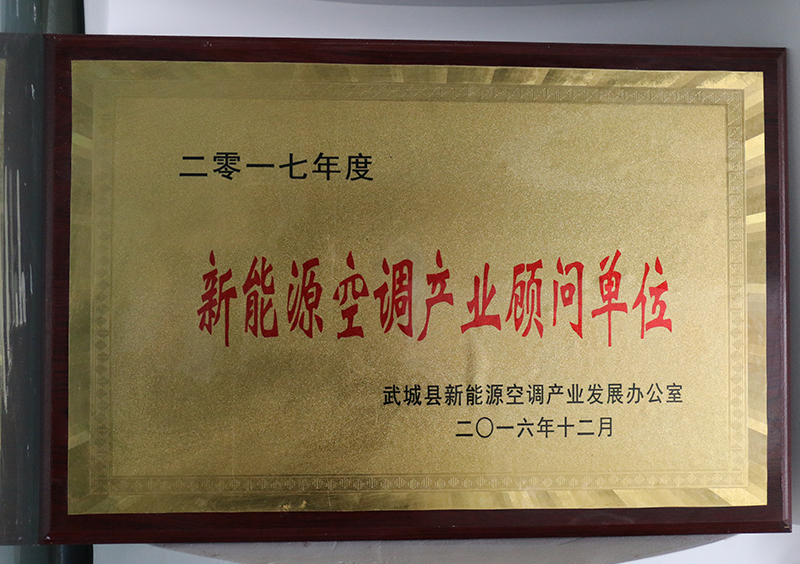 二零一七年度
新能源空调产业顾问单位
武城县新能源空调产业发展办公室
二〇一六年十二月